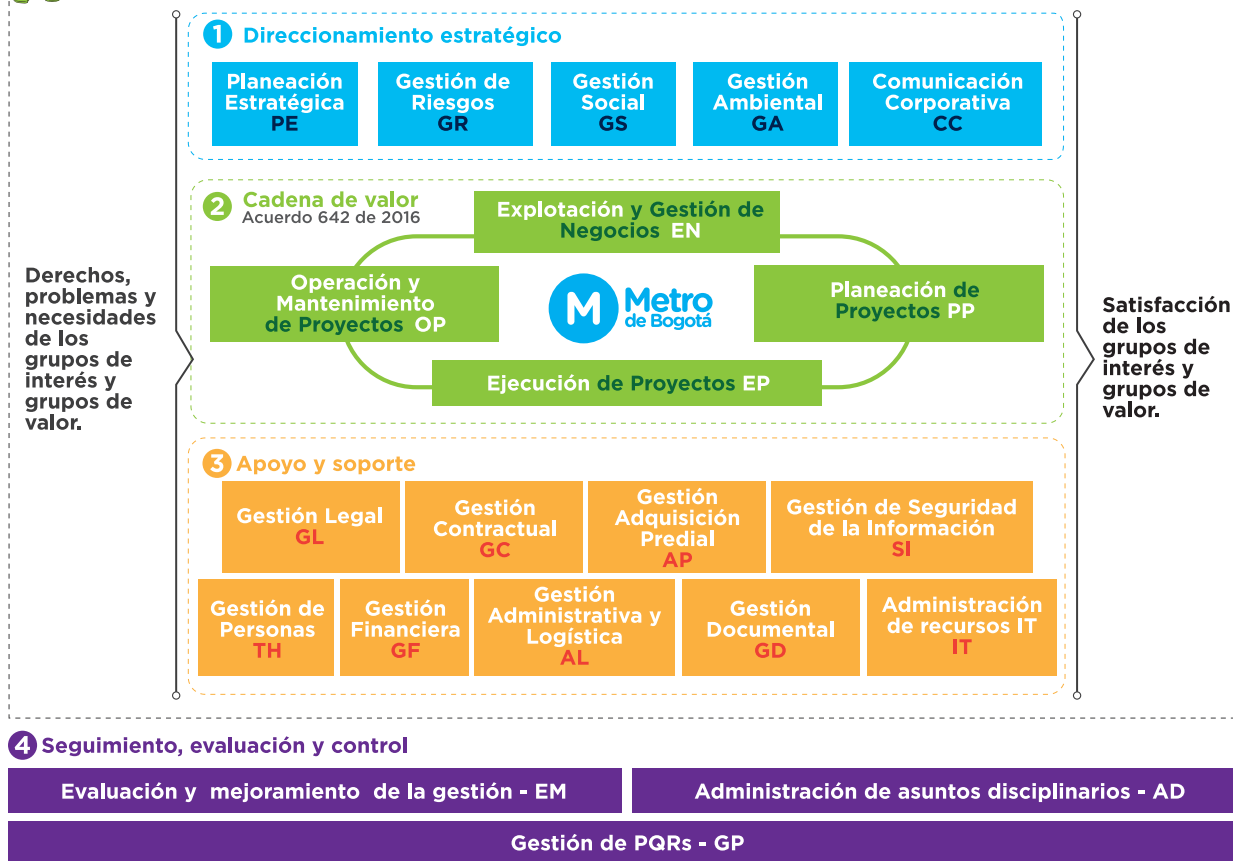 1 Direccionamiento estratégico
Planeación
Estratégica
PE
Gestión de
Riesgos
GR
Gestión
Social
GS
Gestión
Ambiental
GA
Comunicación
Corporativa
CC
2 Cadena de valor
Acuerdo 642 de 2016
Explotación y Gestión de
Negocios EN
Operación y
Mantenimiento
de Proyectos OP
M Metro
de Bogotá
Planeación de
Proyectos PP
Ejecución de Proyectos EP
Derechos,
problemas y
necesidades
de los
grupos de
interés y
grupos de
valor.
Satisfacción
de los
grupos de
interés y
grupos de
valor.
3 Apoyo y soporte
Gestión Legal
GL
Gestión
Contractual
GC
Gestión
Adquisición
Predial
AP
Gestión de Seguridad
de la Información
SI
Gestión de
Personas
TH
Gestión
Financiera
GF
Gestión
Administrativa y
Logística
AL
Gestión
Documental
GD
Administración
de recursos IT
IT
4 Seguimiento, evaluación y control
Evaluación y mejoramiento de la gestión - EM
Administración de asuntos disciplinarios - AD
Gestión de PQRs - GP